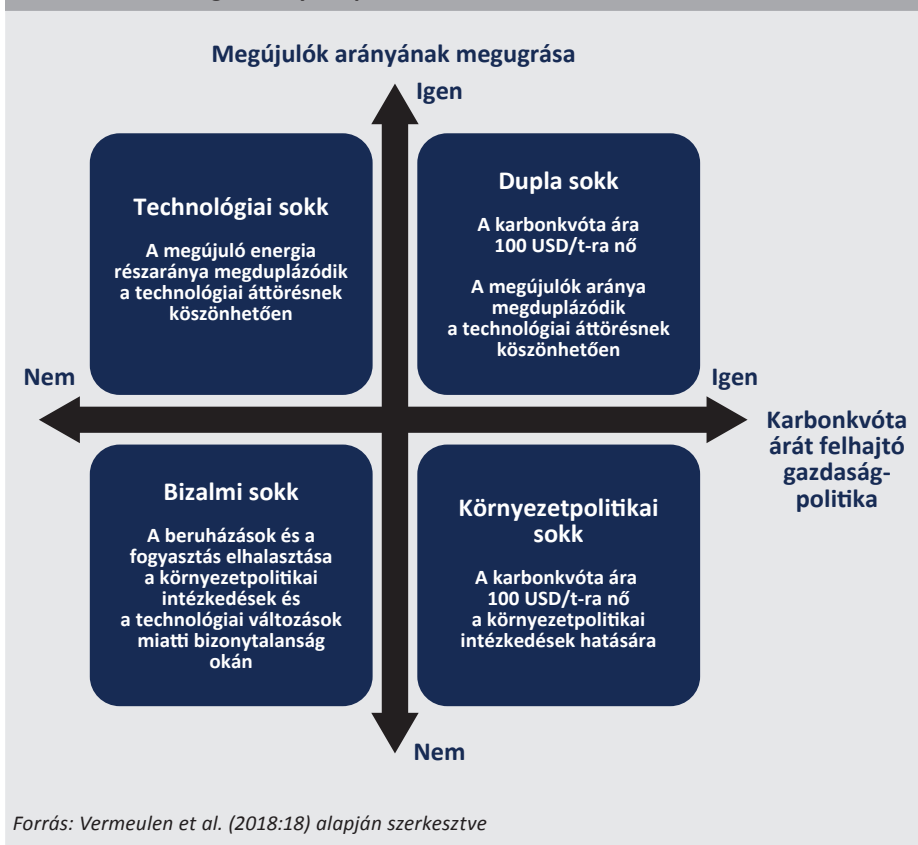 Megújulók arányának megugrása
Igen
Technológiai sokk
A megújuló energia
részaránya megduplázódik
a technológiai áttörésnek
köszönhetően
Dupla sokk
A karbonkvóta ára
100 USD/t-ra nő
A megújulók aránya
megduplázódik
a technológiai áttörésnek
köszönhetően
Nem
Igen
Karbonkvóta
árát felhajtó
gazdaság-
politika
Bizalmi sokk
A beruházások és a
fogyasztás elhalasztása
a környezetpolitikai
intézkedések és
a technológiai változások
miatti bizonytalanság
okán
Környezetpolitikai
sokk
A karbonkvóta ára
100 USD/t-ra nő
a környezetpolitikai
intézkedések hatására
Nem
Forrás: Vermeulen et al. (2018:18) alapján szerkesztve